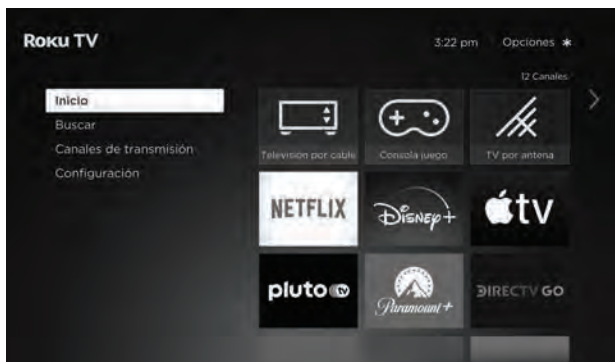 Roku TV
3:22 pm Opciones *
12 Canales
Inicio
Buscar
Canales de transmisión
Configuración
Televisión por cable
Consola juego
TV por antena
NETFLIX
Disney+
tv
pluto tv
Paramount+
DIRECTV GO